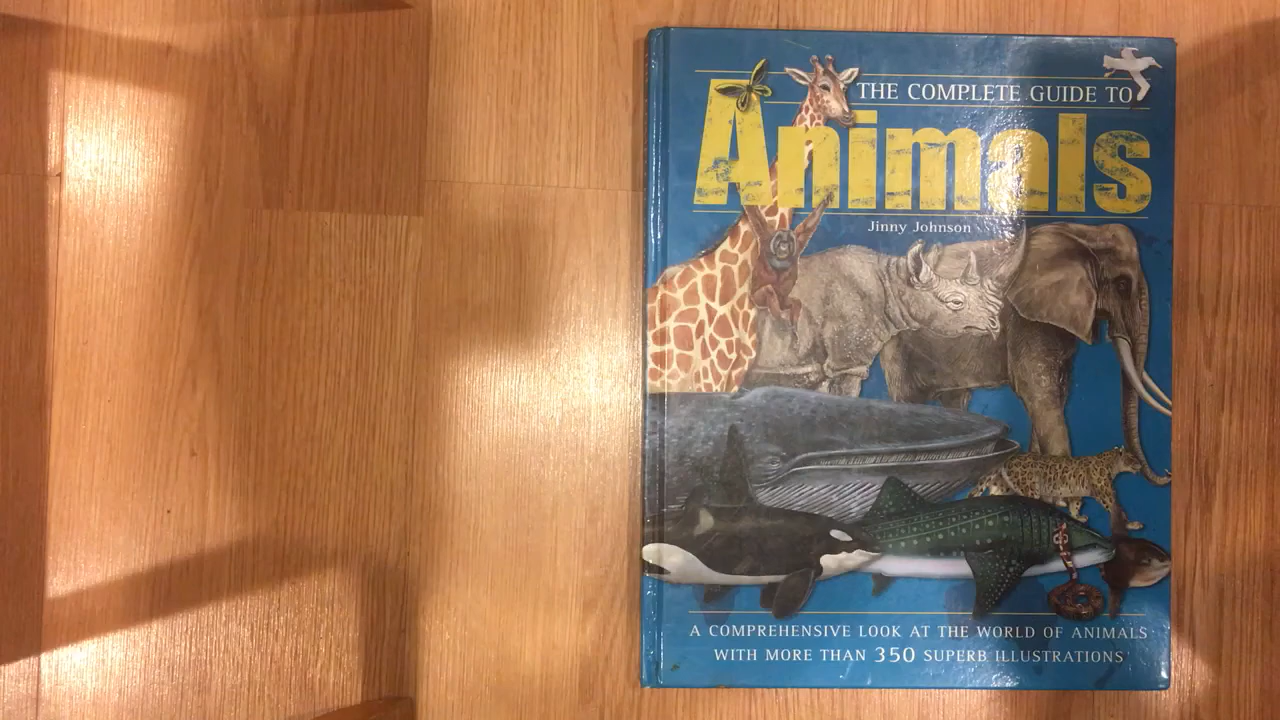 THE COMPLETE GUIDE TO
Animals
Jinny Johnson
A COMPREHENSIVE LOOK AT THE WORLD OF ANIMALS
WITH MORE THAN 350 SUPERB ILLUSTRATIONS